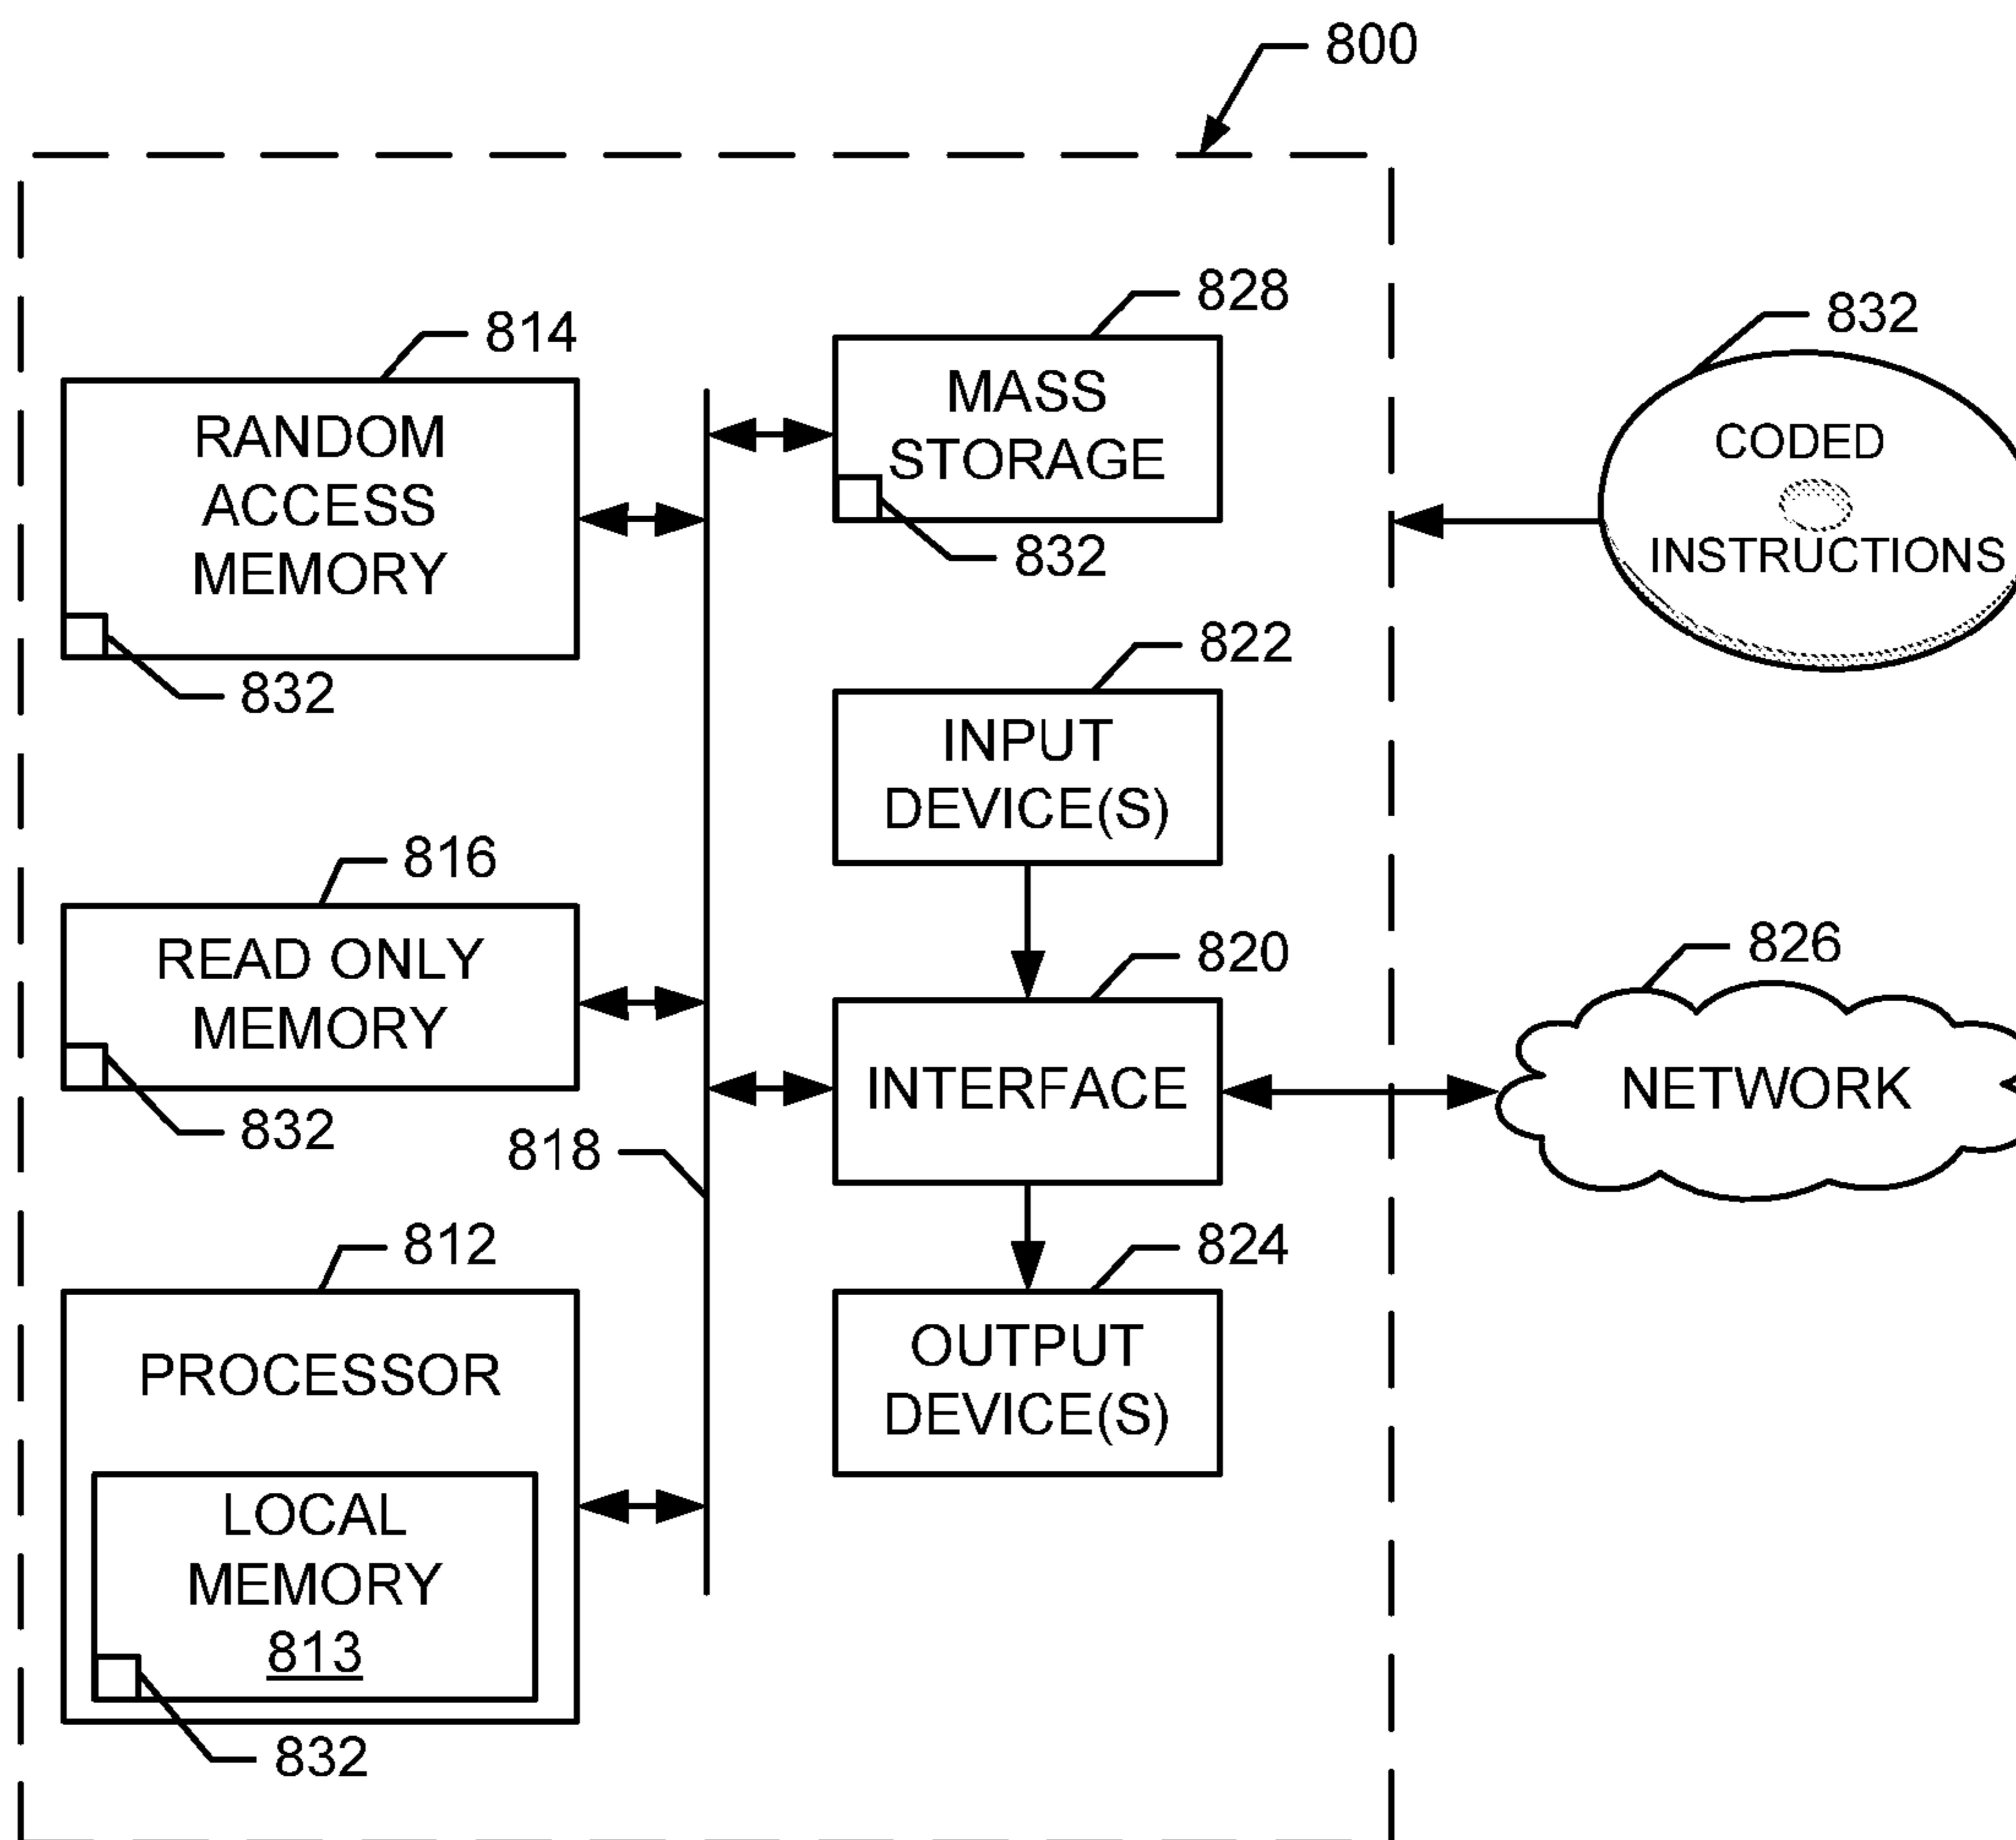 800
814
RANDOM
ACCESS
MEMORY
832
828
MASS
STORAGE
832
832
CODED
INSTRUCTIONS
822
INPUT
DEVICE(S)
816
READ ONLY
MEMORY
832
820
INTERFACE
826
NETWORK
818
812
PROCESSOR
LOCAL
MEMORY
813
832
824
OUTPUT
DEVICE(S)